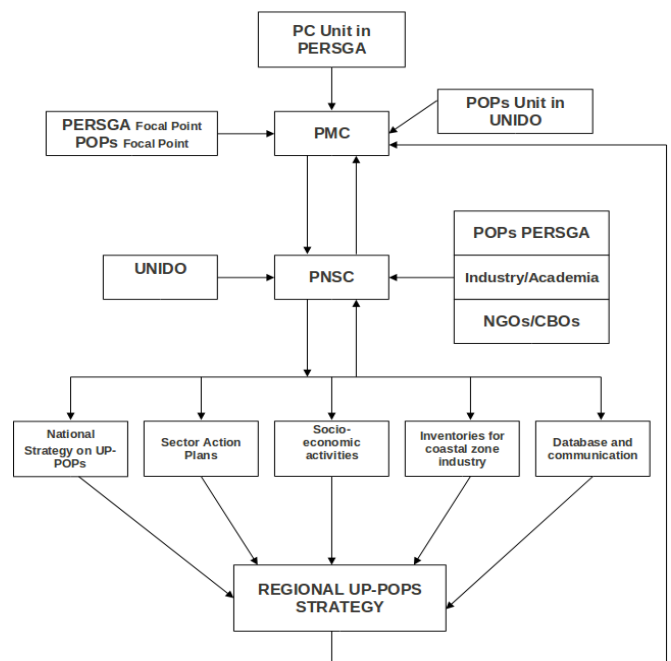 PC Unit in
PERSGA
POPs Unit in
UNIDO
PERSGA Focal Point
POPs Focal Point
PMC
POPs PERSGA
UNIDO
PNSC
Industry/Academia
NGOs/CBOs
National
Strategy on UP-
POPs
Sector Action
Plans
Socio-
economic
activities
Inventories for
coastal zone
industry
Database and
communication
REGIONAL UP-POPS
STRATEGY